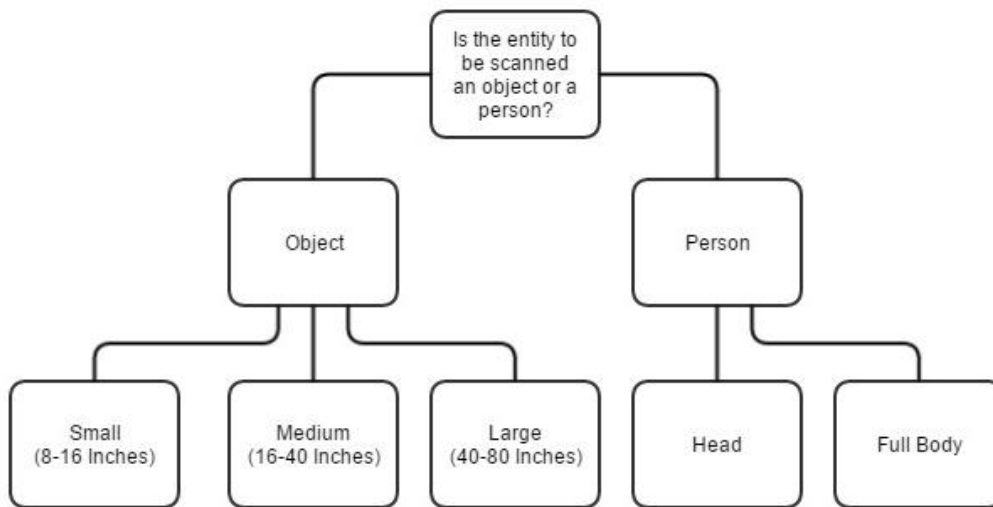 Is the entity to
be scanned
an object or a
person?
Object
Person
Small
(8-16 Inches)
Medium
(16-40 Inches)
Large
(40-80 Inches)
Head
Full Body